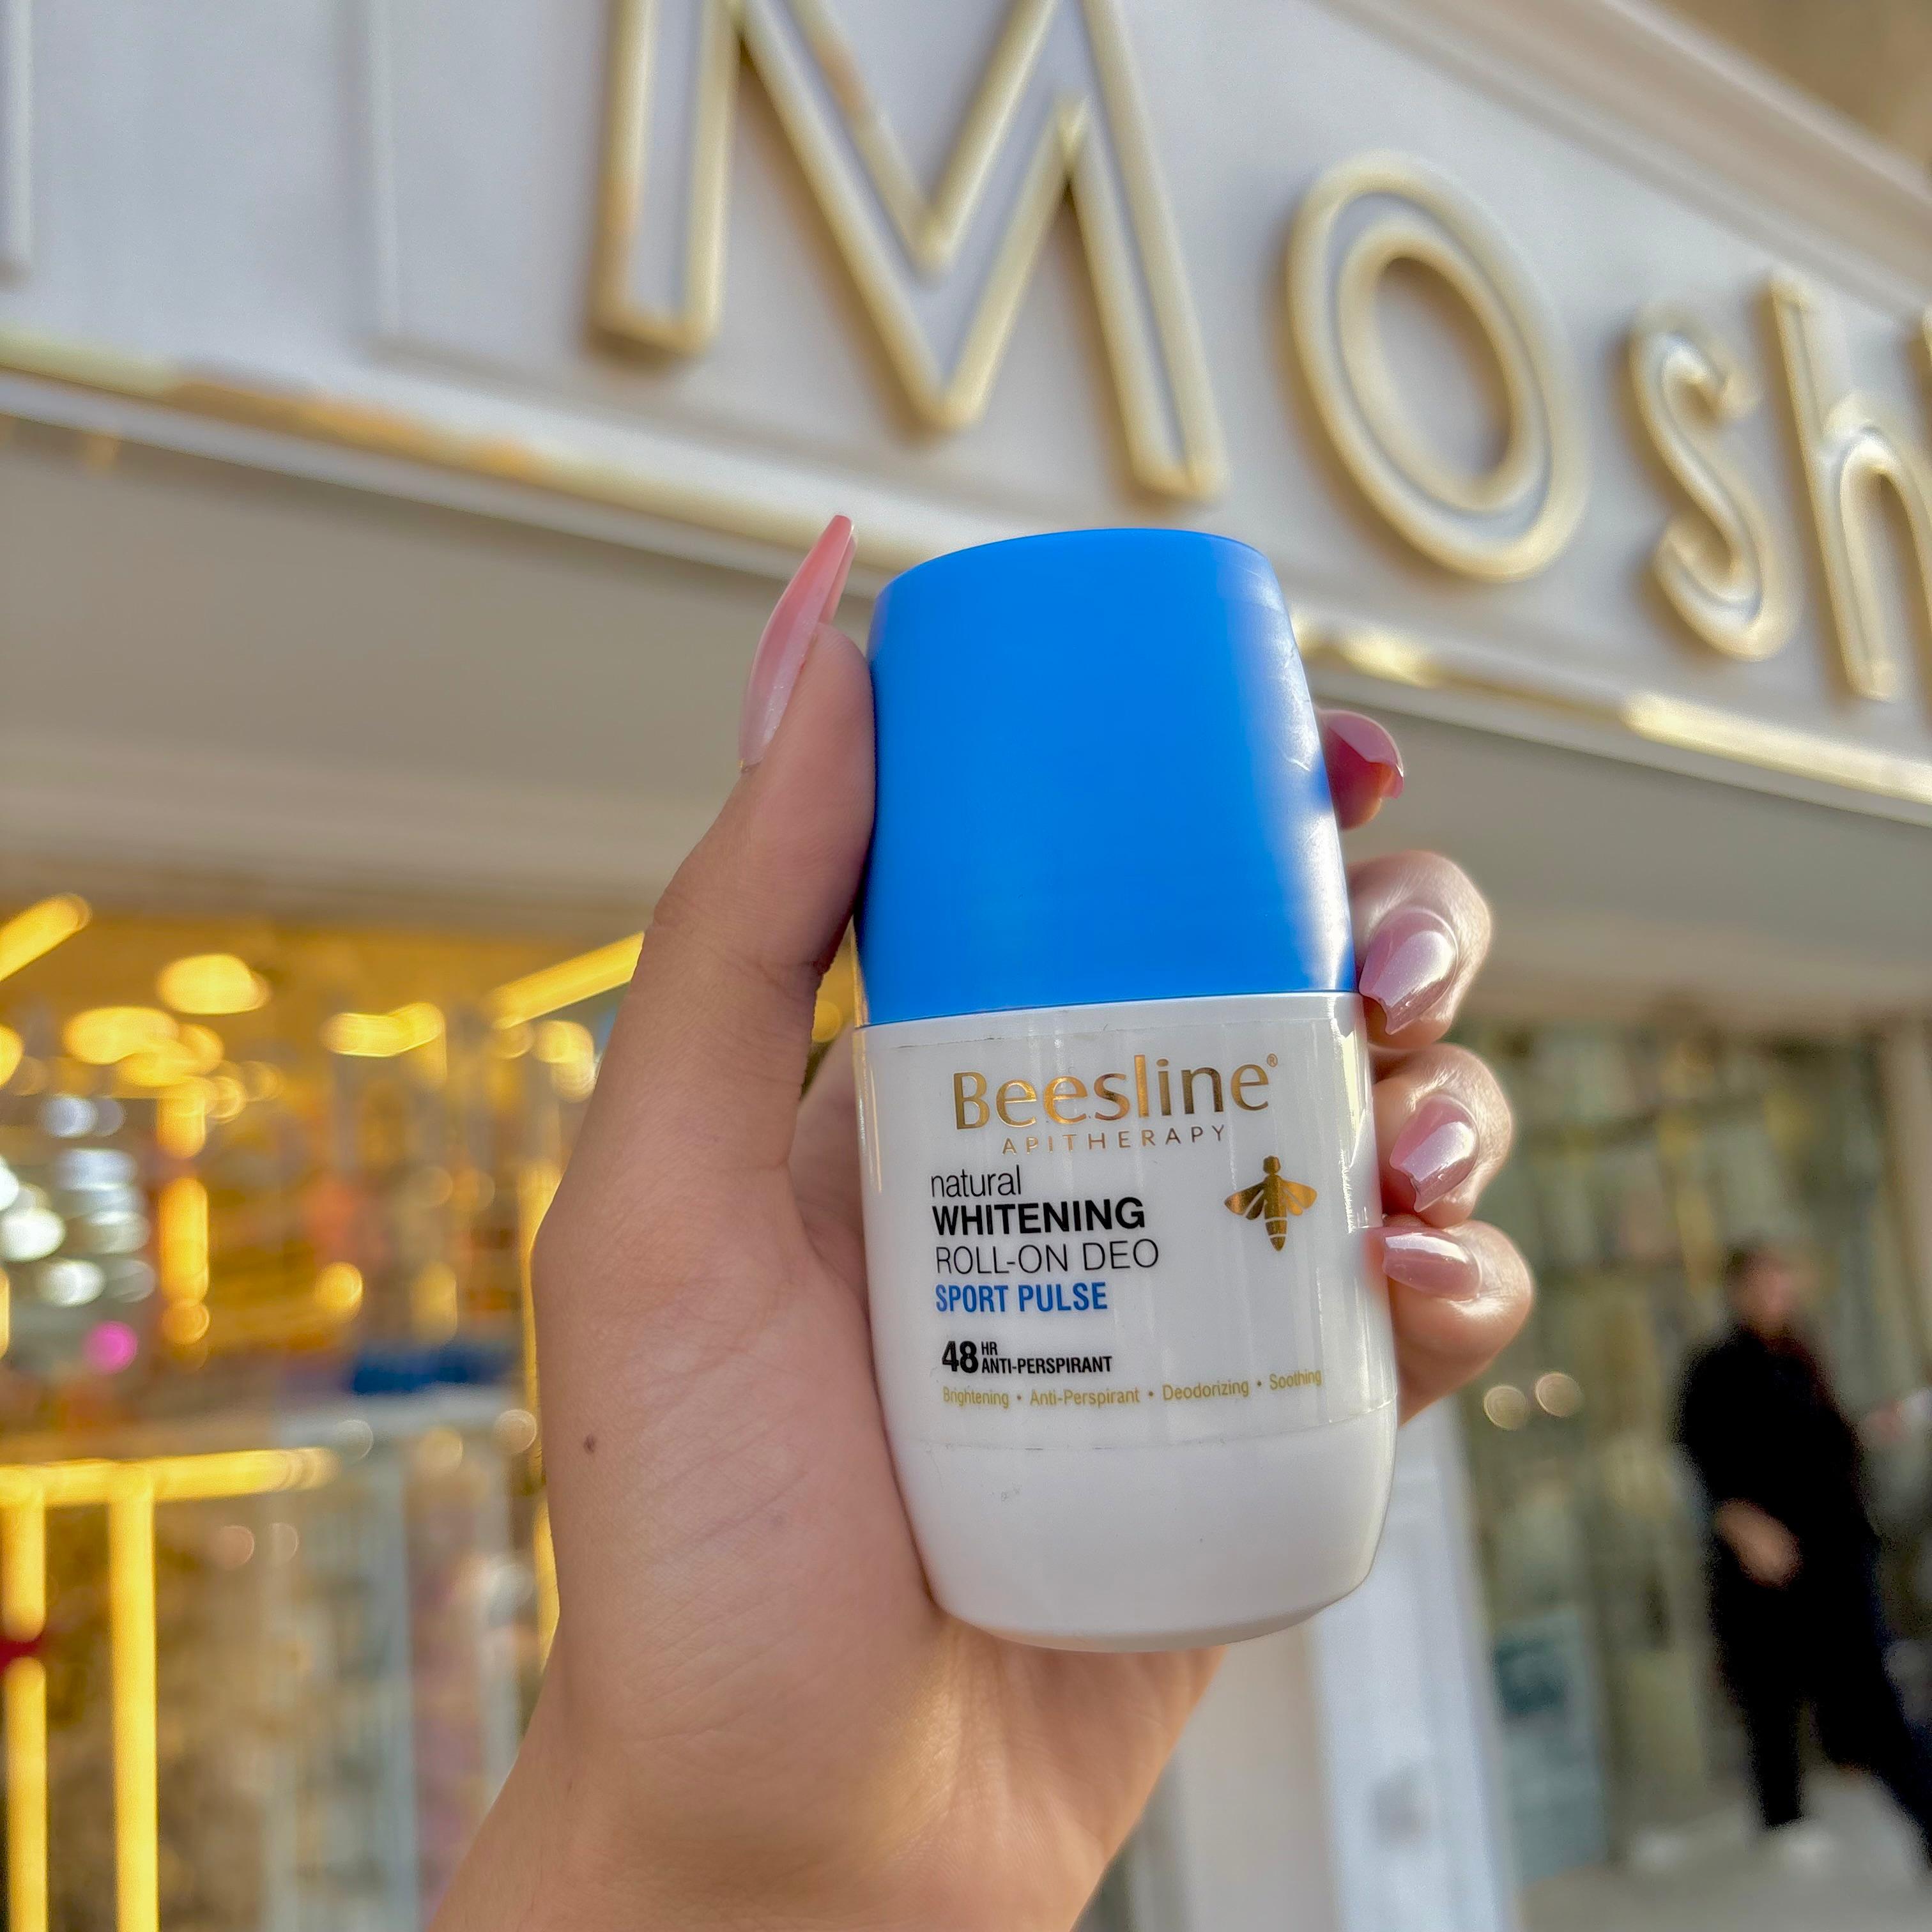 Mosh
Beesline®
APITHERAPY
natural
WHITENING
ROLL-ON DEO
SPORT PULSE
48 HR
ANTI-PERSPIRANT
Brightening • Anti-Perspirant • Deodorizing • Soothing